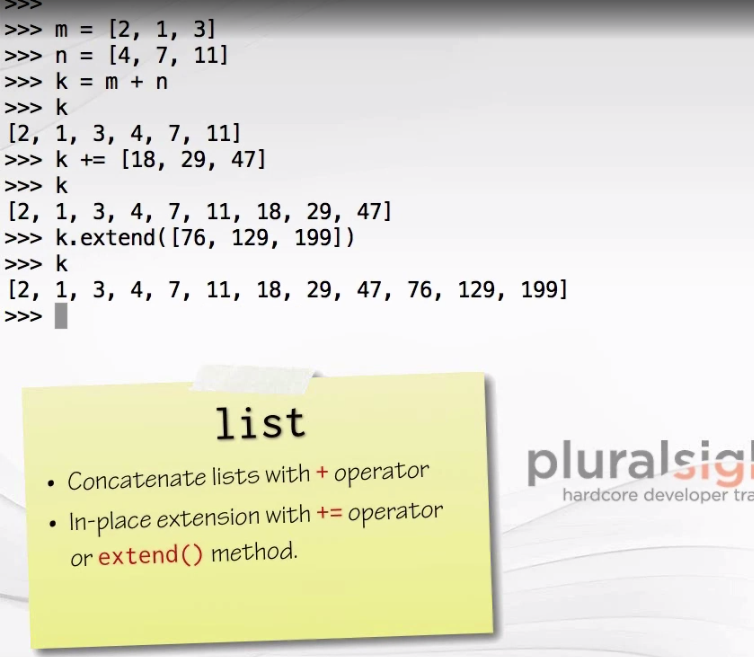 >>>
>>> m = [2, 1, 3]
>>> n = [4, 7, 11]
>>> k = m + n
>>> k
[2, 1, 3, 4, 7, 11]
>>> k += [18, 29, 47]
>>> k
[2, 1, 3, 4, 7, 11, 18, 29, 47]
>>> k.extend([76, 129, 199])
>>> k
[2, 1, 3, 4, 7, 11, 18, 29, 47, 76, 129, 199]
>>>
list
• Concatenate lists with + operator
• In-place extension with += operator
or extend() method.
pluralsigh
hardcore developer tra